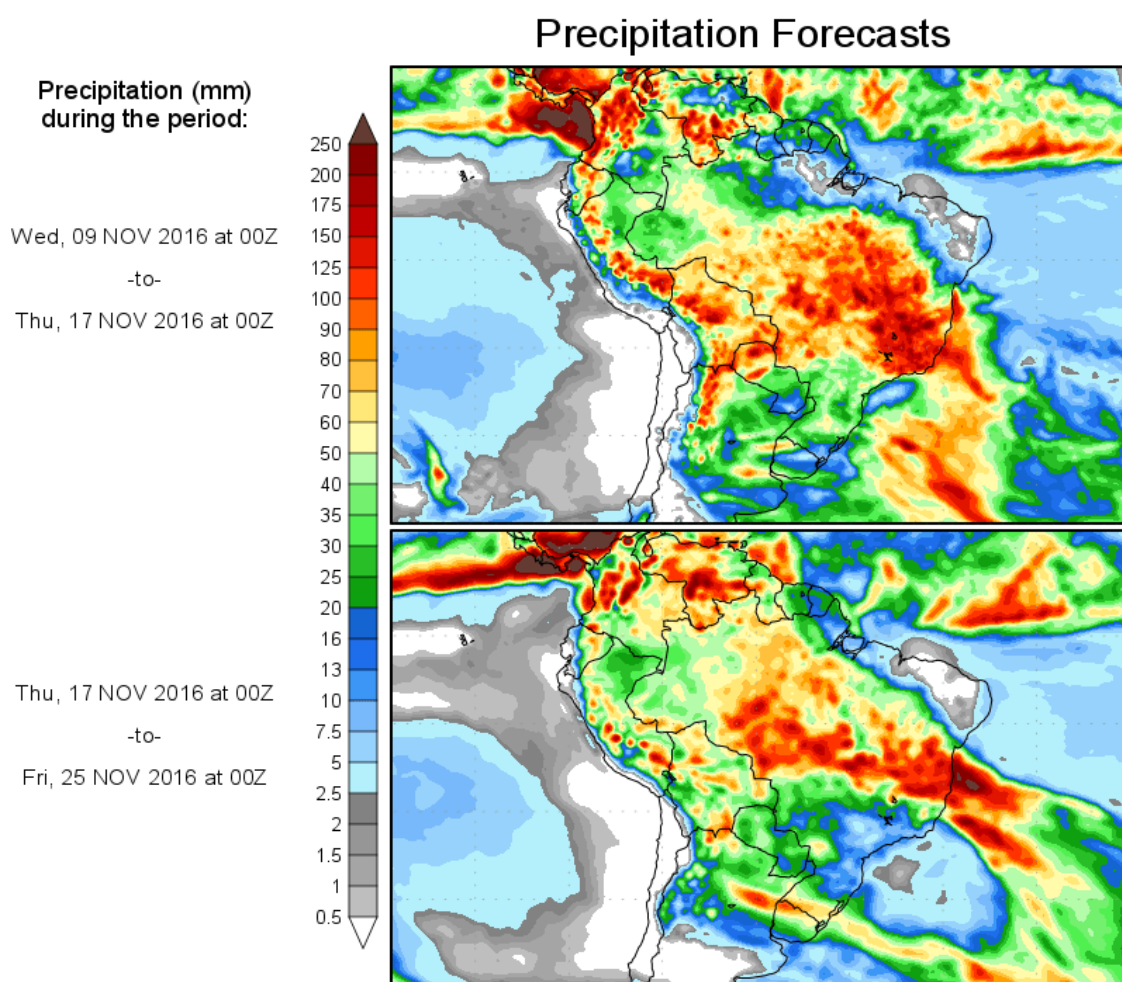 Precipitation Forecasts
Precipitation (mm)
during the period:
Wed, 09 NOV 2016 at 00Z
-to-
Thu, 17 NOV 2016 at 00Z
Thu, 17 NOV 2016 at 00Z
-to-
Fri, 25 NOV 2016 at 00Z
250
200
175
150
125
100
90
80
70
60
50
40
35
30
25
20
16
13
10
7.5
5
2.5
2
1.5
1
0.5